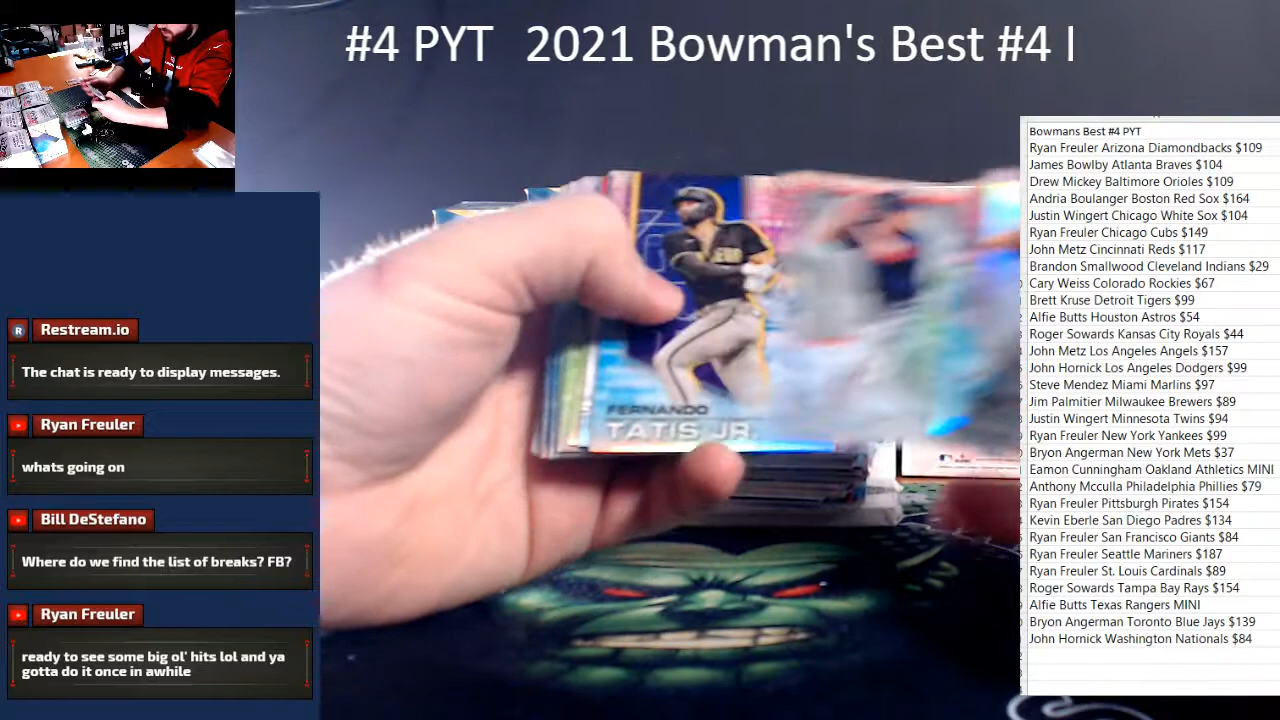 #4 PYT 2021 Bowman's Best #4 |
Bowmans Best #4 PYT
Ryan Freuler Arizona Diamondbacks $109
James Bowlby Atlanta Braves $104
Drew Mickey Baltimore Orioles $109
Andria Boulanger Boston Red Sox $164
Justin Wingert Chicago White Sox $104
Ryan Freuler Chicago Cubs $149
John Metz Cincinnati Reds $117
Brandon Smallwood Cleveland Indians $29
Cary Weiss Colorado Rockies $67
Brett Kruse Detroit Tigers $99
Alfie Butts Houston Astros $54
Roger Sowards Kansas City Royals $44
John Metz Los Angeles Angels $157
John Hornick Los Angeles Dodgers $99
Steve Mendez Miami Marlins $97
Jim Palmitier Milwaukee Brewers $89
Justin Wingert Minnesota Twins $94
Ryan Freuler New York Yankees $99
Bryon Angerman New York Mets $37
Eamon Cunningham Oakland Athletics MINI
Anthony Mcculla Philadelphia Phillies $79
Ryan Freuler Pittsburgh Pirates $154
Kevin Eberle San Diego Padres $134
Ryan Freuler San Francisco Giants $84
Ryan Freuler Seattle Mariners $187
Ryan Freuler St. Louis Cardinals $89
Roger Sowards Tampa Bay Rays $154
Alfie Butts Texas Rangers MINI
Bryon Angerman Toronto Blue Jays $139
John Hornick Washington Nationals $84
R Restream.io
The chat is ready to display messages.
Ryan Freuler
whats going on
Bill DeStefano
Where do we find the list of breaks? FB?
Ryan Freuler
ready to see some big ol' hits lol and ya
gotta do it once in awhile
FERNANDO
TATIS JR.